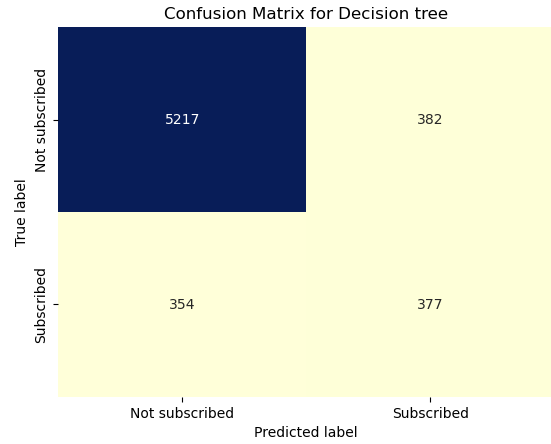 Confusion Matrix for Decision tree
True label
Not subscribed
5217
382
Subscribed
354
377
Not subscribed
Subscribed
Predicted label